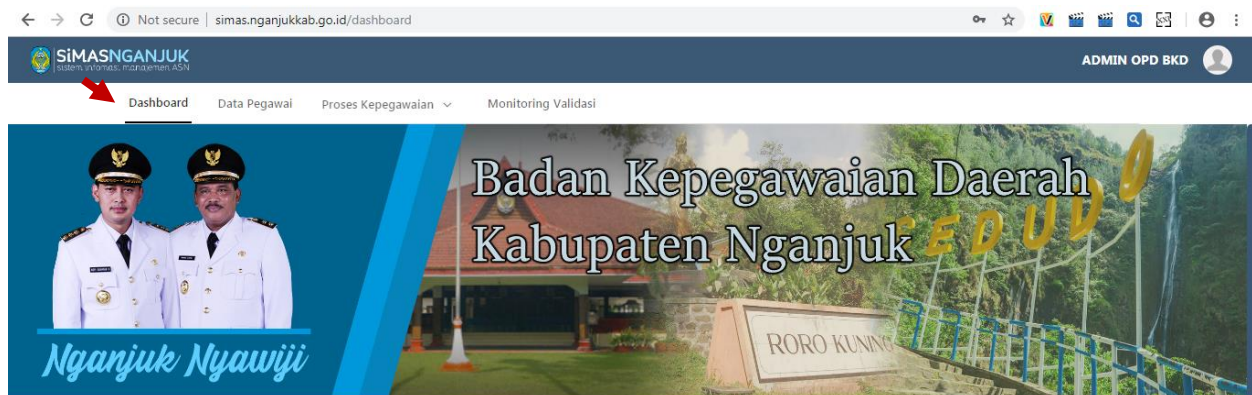 Not secure | simas.nganjukkab.go.id/dashboard
SiMASNGANJUK
sistem informasi manajemen ASN
ADMIN OPD BKD
Dashboard Data Pegawai Proses Kepegawaian Monitoring Validasi
Badan Kepegawaian Daerah
Kabupaten Nganjuk
SEDUDO
RORO KUNING
Nganjuk Nyawiji